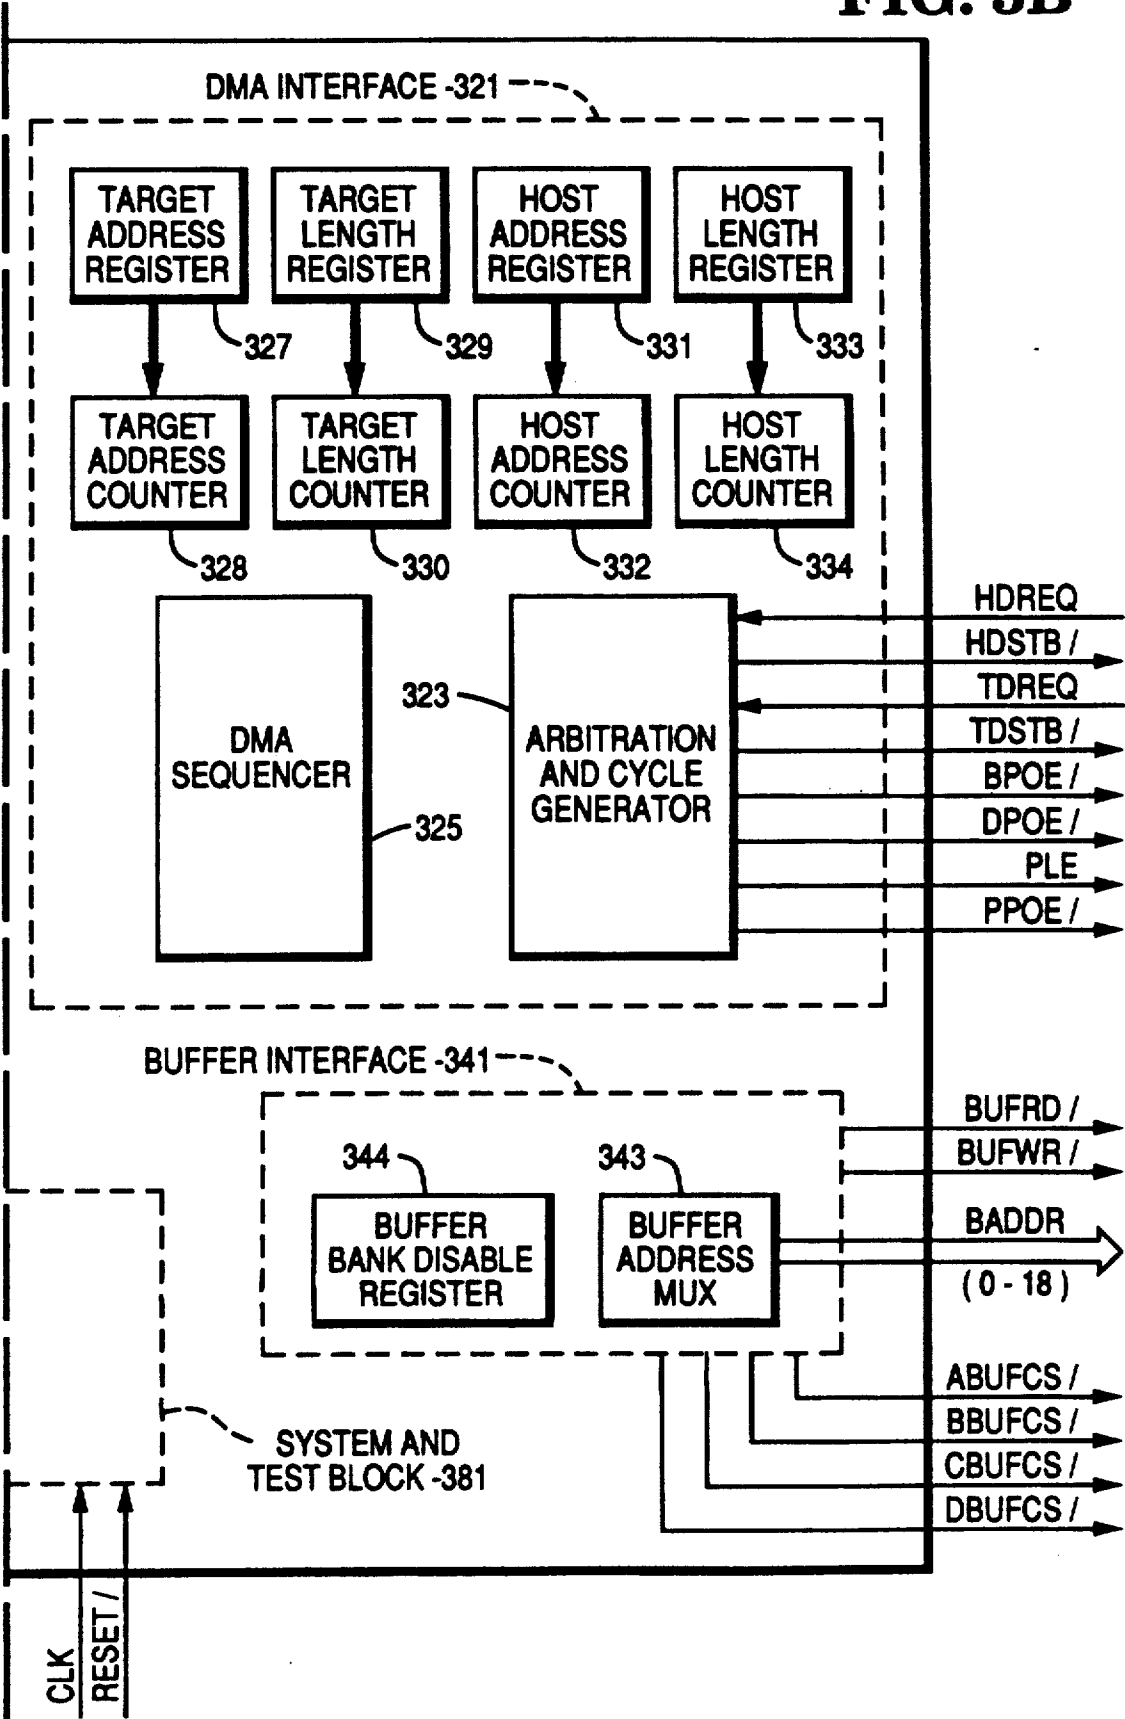 DMA INTERFACE -321
TARGET
ADDRESS
REGISTER
TARGET
LENGTH
REGISTER
HOST
ADDRESS
REGISTER
HOST
LENGTH
REGISTER
327
329
331
333
TARGET
ADDRESS
COUNTER
TARGET
LENGTH
COUNTER
HOST
ADDRESS
COUNTER
HOST
LENGTH
COUNTER
328
330
332
334
DMA
SEQUENCER
325
323
ARBITRATION
AND CYCLE
GENERATOR
HDREQ
HDSTB /
TDREQ
TDSTB /
BPOE /
DPOE /
PLE
PPOE /
BUFFER INTERFACE -341
344
BUFFER
BANK DISABLE
REGISTER
343
BUFFER
ADDRESS
MUX
BUFRD /
BUFWR /
BADDR
( 0 - 18 )
ABUFCS /
BBUFCS /
CBUFCS /
DBUFCS /
SYSTEM AND
TEST BLOCK -381
CLK
RESET /